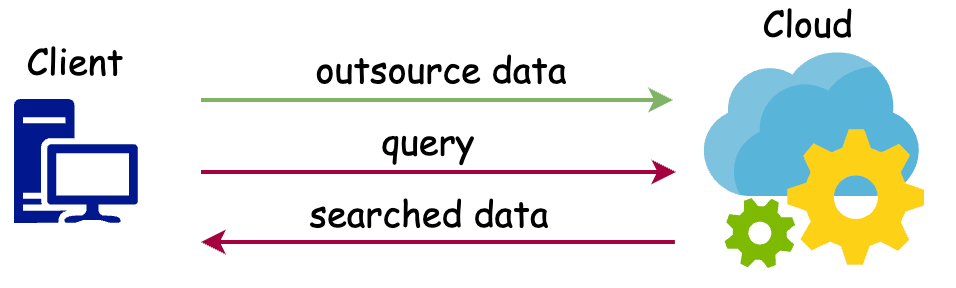 Cloud
Client
outsource data
query
searched data